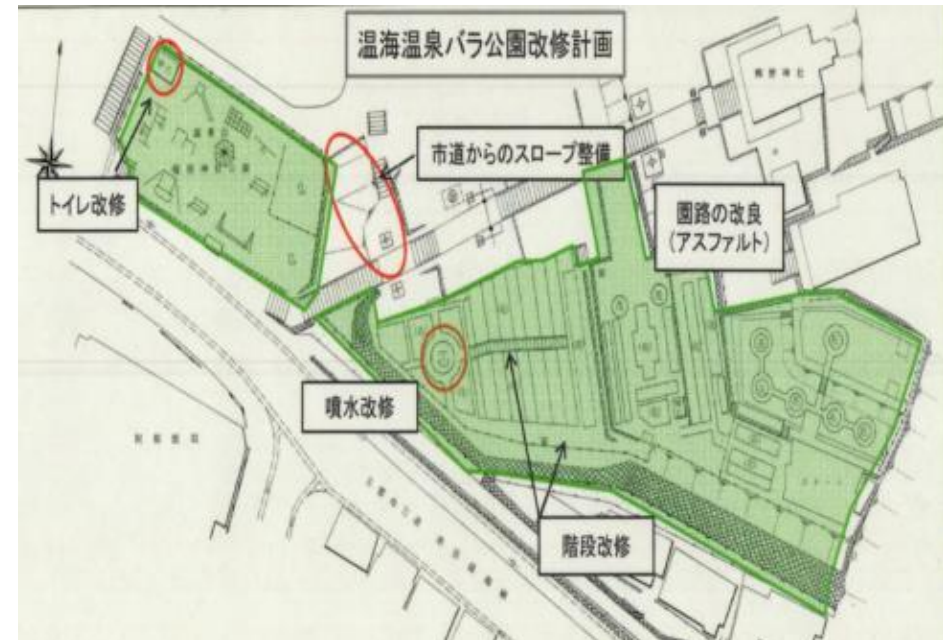 温海温泉バラ公園改修計画
市道からのスロープ整備
トイレ改修
園路の改良
(アスファルト)
噴水改修
階段改修